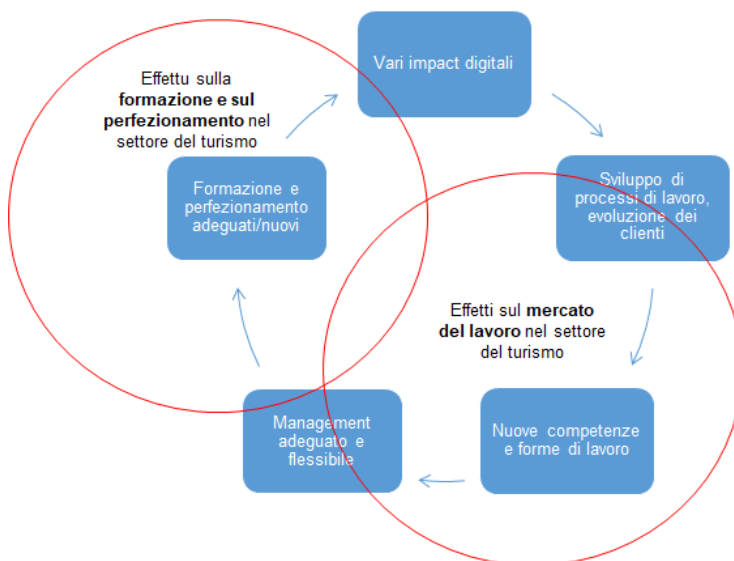 Vari impact digitali
Effettu sulla
formazione e sul
perfezionamento nel
settore del turismo
Formazione e
perfezionamento
adeguati/nuovi
Sviluppo di
processi di lavoro,
evoluzione dei
clienti
Effetti sul mercato
del lavoro nel settore
del turismo
Management
adeguato e
flessibile
Nuove competenze
e forme di lavoro